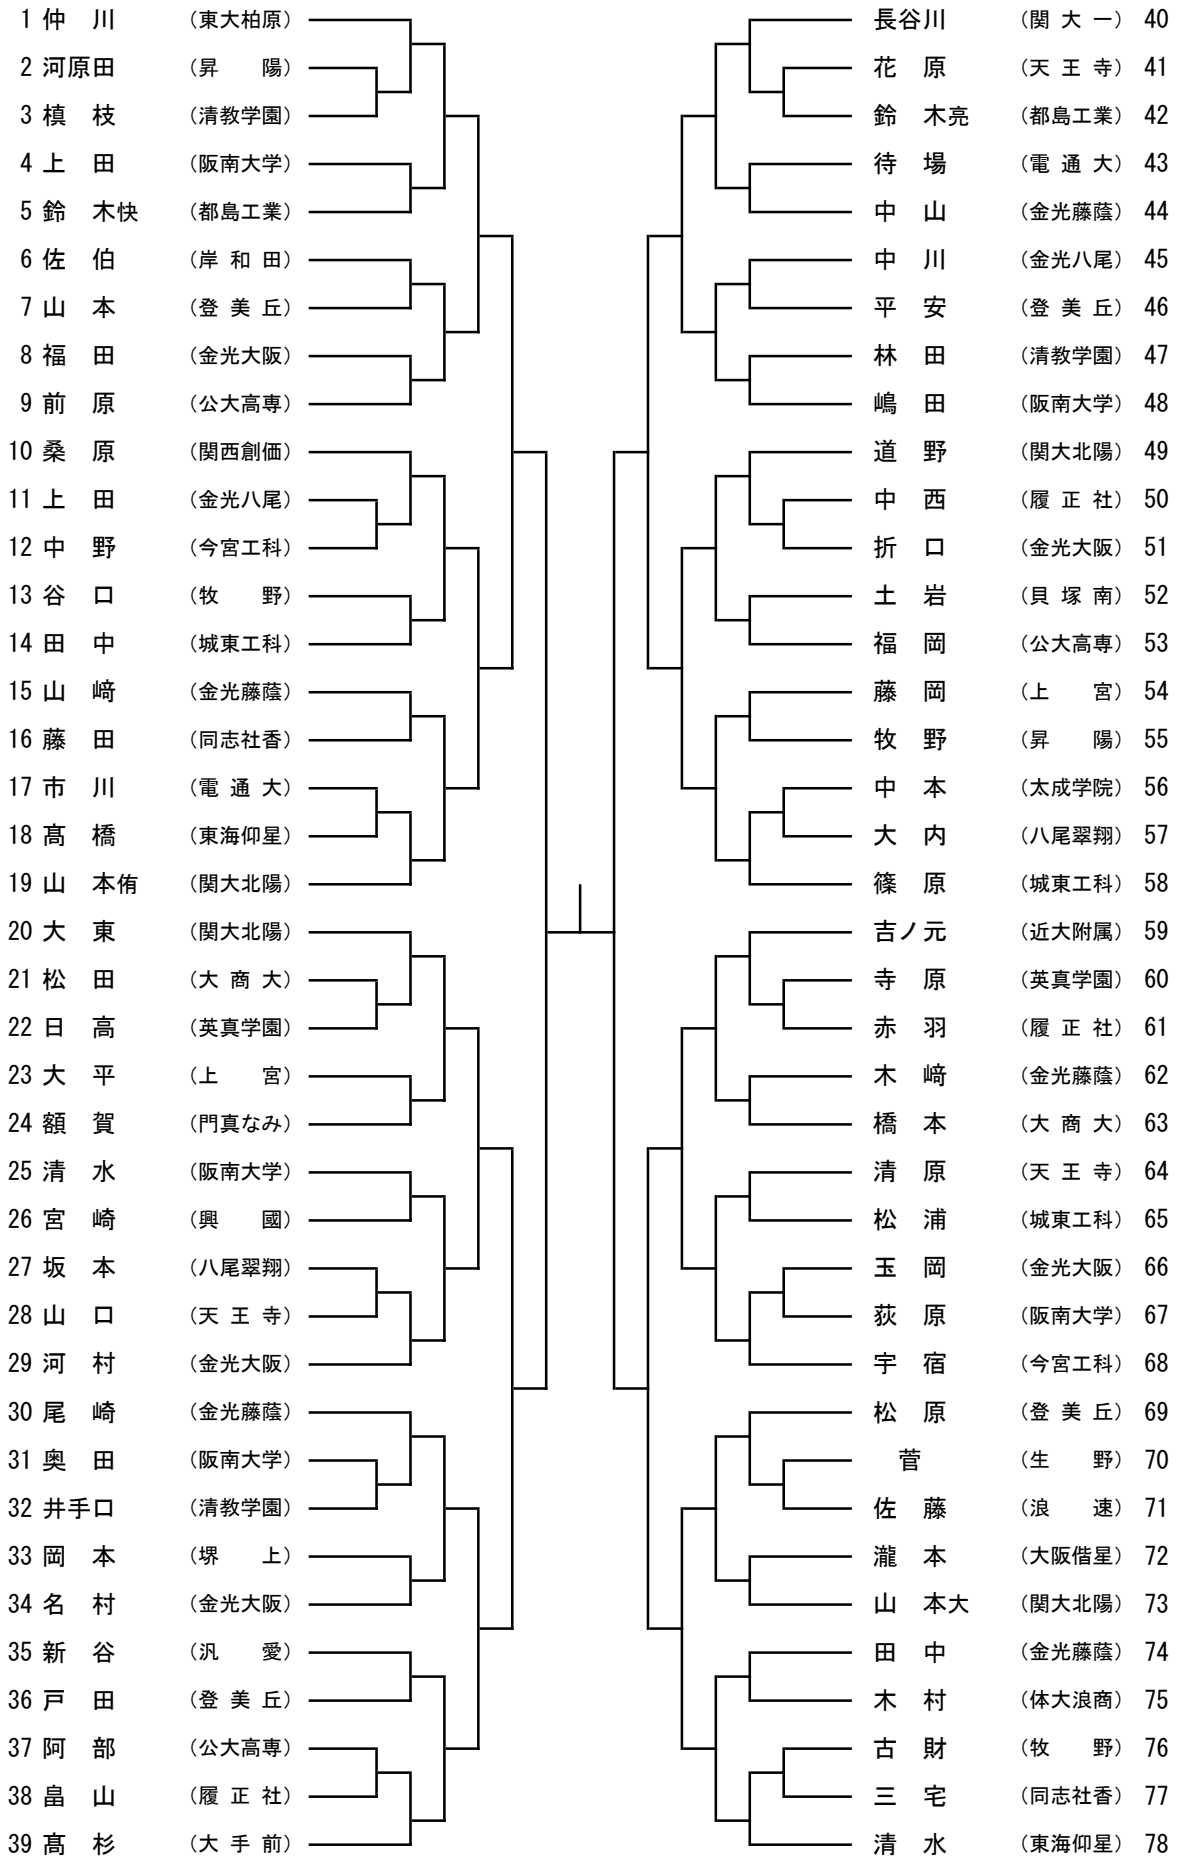 1 仲　川　（東大柏原）
2 河原田　（昇　　陽）
3 槙　枝　（清教学園）
4 上　田　（阪南大学）
5 鈴　木快　（都島工業）
6 佐　伯　（岸 和 田）
7 山　本　（登 美 丘）
8 福　田　（金光大阪）
9 前　原　（公大高専）
10 桑　原　（関西創価）
11 上　田　（金光八尾）
12 中　野　（今宮工科）
13 谷　口　（牧　　野）
14 田　中　（城東工科）
15 山　﨑　（金光藤蔭）
16 藤　田　（同志社香）
17 市　川　（電 通 大）
18 髙　橋　（東海仰星）
19 山　本侑　（関大北陽）
20 大　東　（関大北陽）
21 松　田　（大 商 大）
22 日　高　（英真学園）
23 大　平　（上　　宮）
24 額　賀　（門真なみ）
25 清　水　（阪南大学）
26 宮　崎　（興　　國）
27 坂　本　（八尾翠翔）
28 山　口　（天 王 寺）
29 河　村　（金光大阪）
30 尾　崎　（金光藤蔭）
31 奥　田　（阪南大学）
32 井手口　（清教学園）
33 岡　本　（堺　　上）
34 名　村　（金光大阪）
35 新　谷　（汎　　愛）
36 戸　田　（登 美 丘）
37 阿　部　（公大高専）
38 畠　山　（履 正 社）
39 髙　杉　（大 手 前）
長谷川　（関 大 一） 40
花　原　（天 王 寺） 41
鈴　木亮　（都島工業） 42
待　場　（電 通 大） 43
中　山　（金光藤蔭） 44
中　川　（金光八尾） 45
平　安　（登 美 丘） 46
林　田　（清教学園） 47
嶋　田　（阪南大学） 48
道　野　（関大北陽） 49
中　西　（履 正 社） 50
折　口　（金光大阪） 51
土　岩　（貝 塚 南） 52
福　岡　（公大高専） 53
藤　岡　（上　　宮） 54
牧　野　（昇　　陽） 55
中　本　（太成学院） 56
大　内　（八尾翠翔） 57
篠　原　（城東工科） 58
吉ノ元　（近大附属） 59
寺　原　（英真学園） 60
赤　羽　（履 正 社） 61
木　﨑　（金光藤蔭） 62
橋　本　（大 商 大） 63
清　原　（天 王 寺） 64
松　浦　（城東工科） 65
玉　岡　（金光大阪） 66
荻　原　（阪南大学） 67
宇　宿　（今宮工科） 68
松　原　（登 美 丘） 69
菅　（生　　野） 70
佐　藤　（浪　　速） 71
瀧　本　（大阪偕星） 72
山　本大　（関大北陽） 73
田　中　（金光藤蔭） 74
木　村　（体大浪商） 75
古　財　（牧　　野） 76
三　宅　（同志社香） 77
清　水　（東海仰星） 78